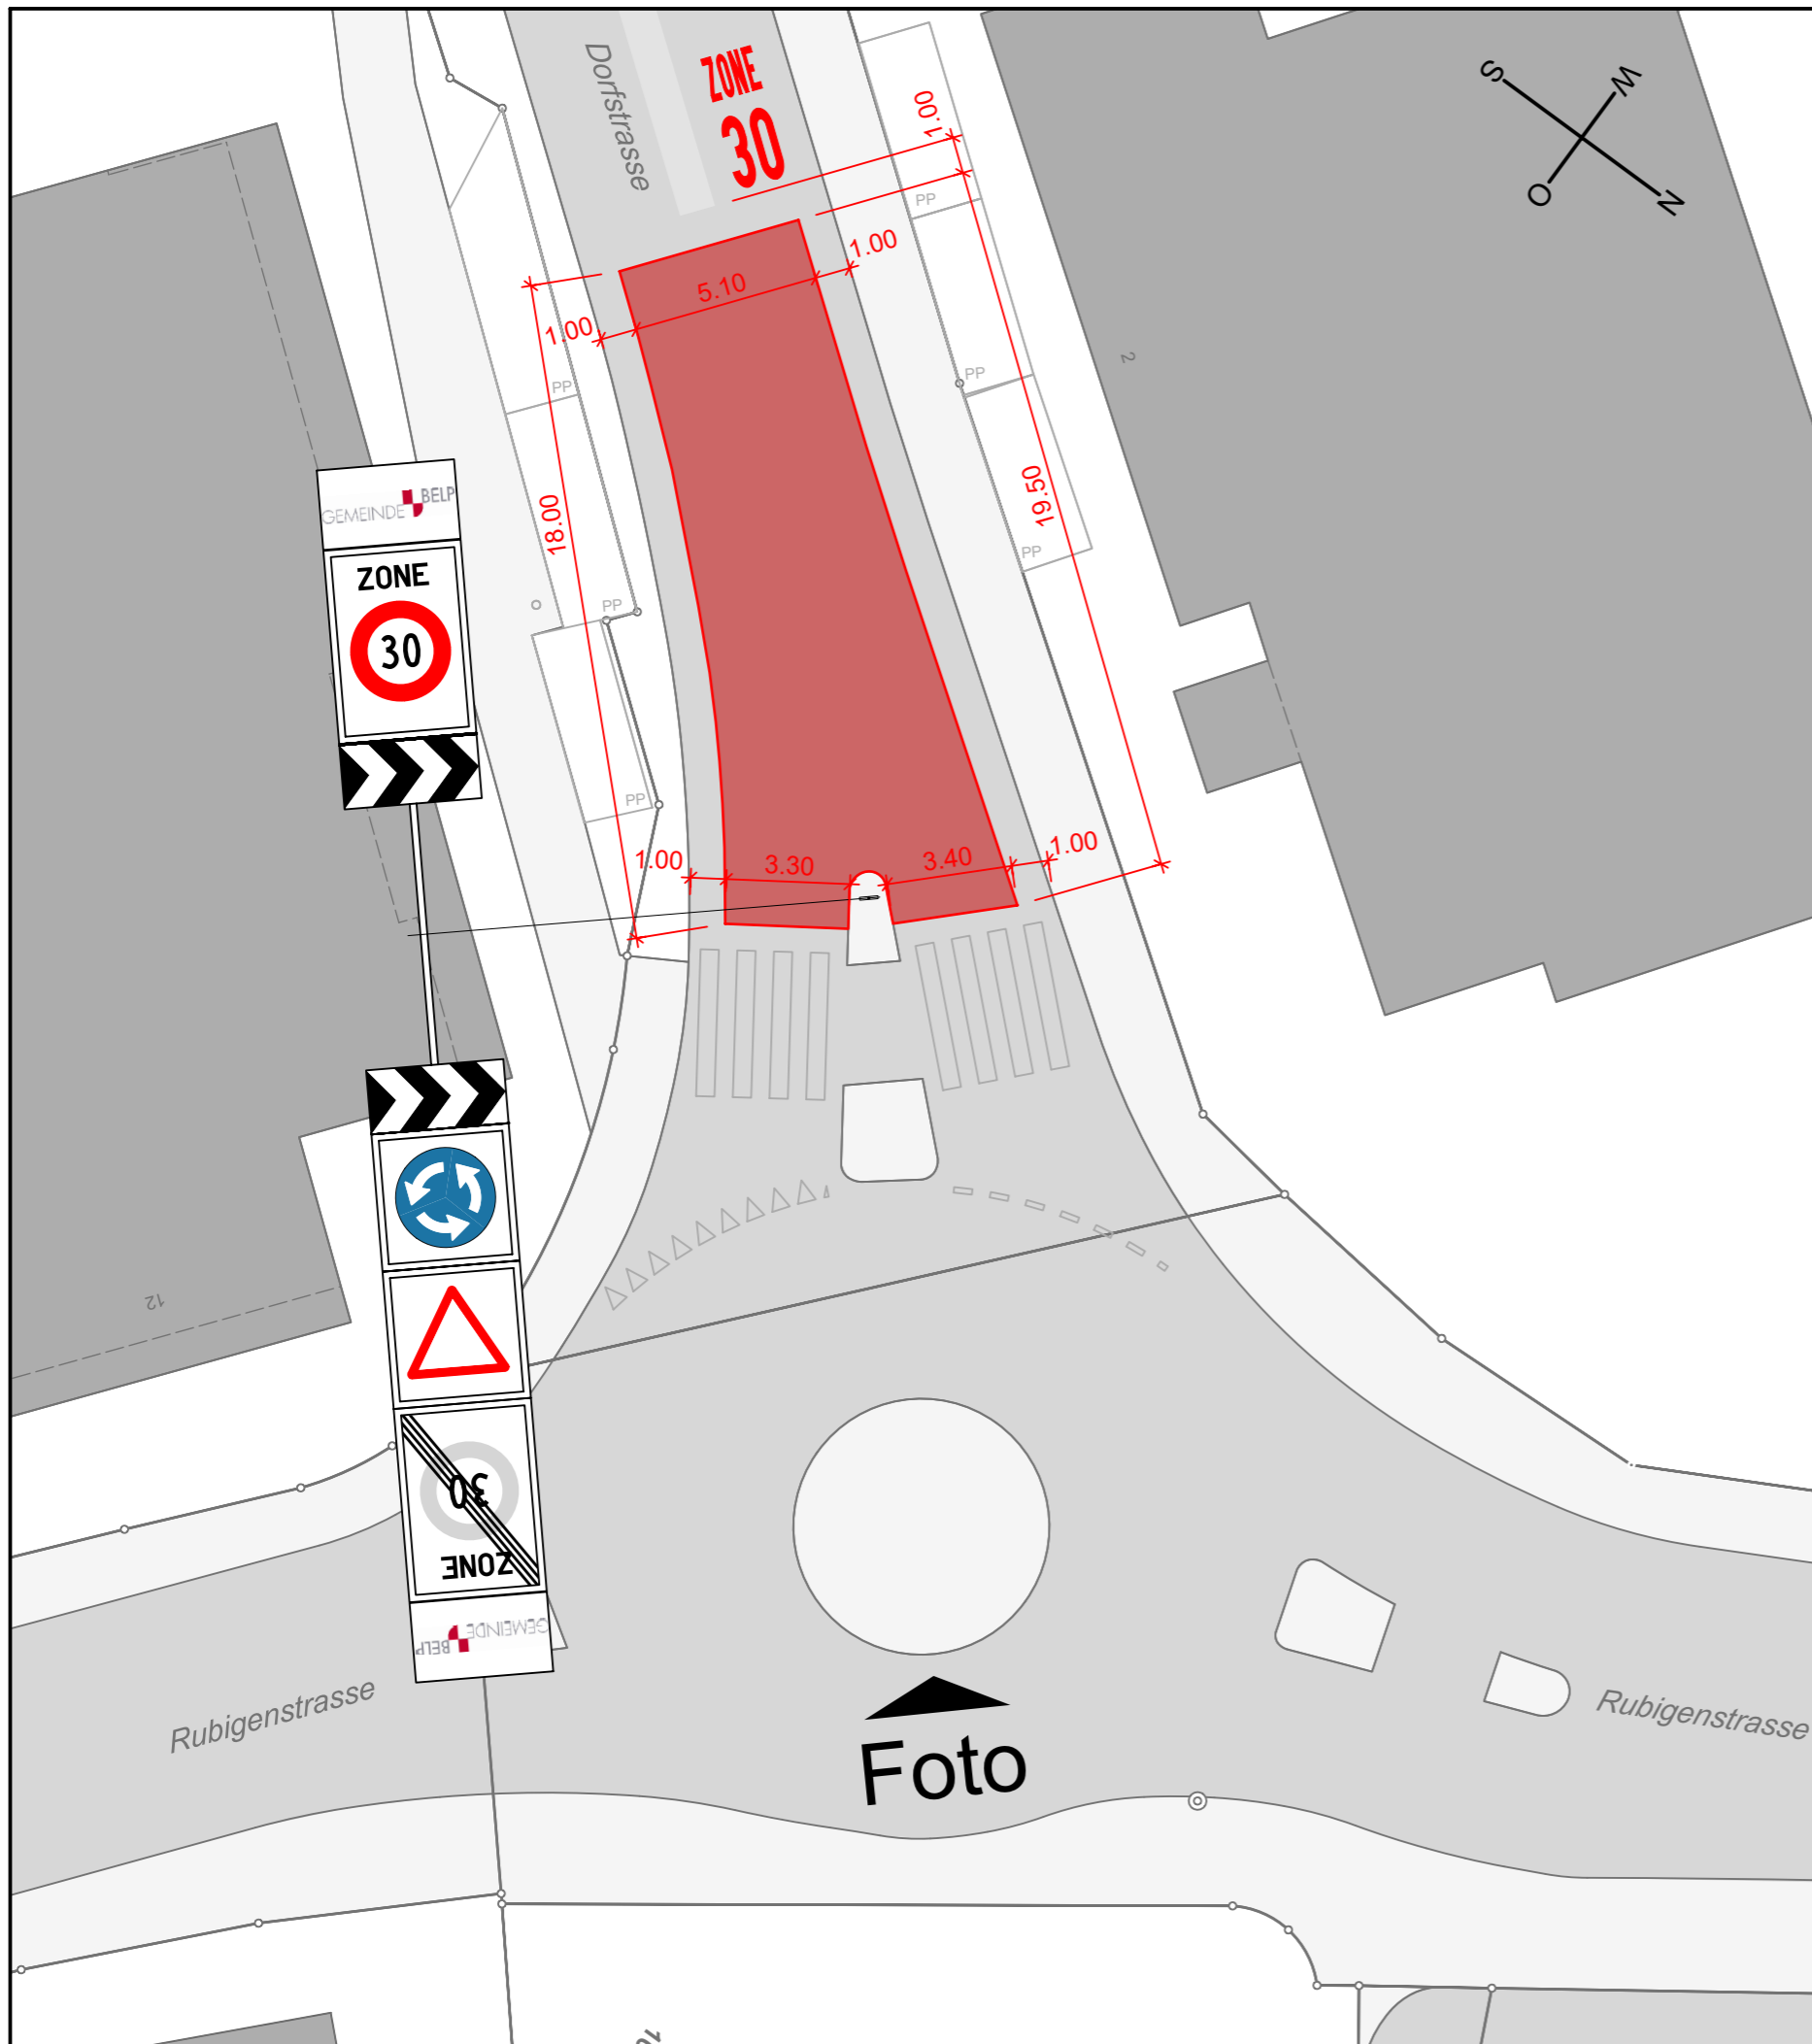 Dorfstrasse
ZONE
30
S
W
O
N
1.00
PP
1.00
5.10
1.00
PP
PP
2
GEMEINDE BELP
ZONE
30
18.00
19.50
PP
PP
PP
1.00
3.30
3.40
1.00
12
30
ZONE
GEMEINDE BELP
Rubigenstrasse
Rubigenstrasse
Foto